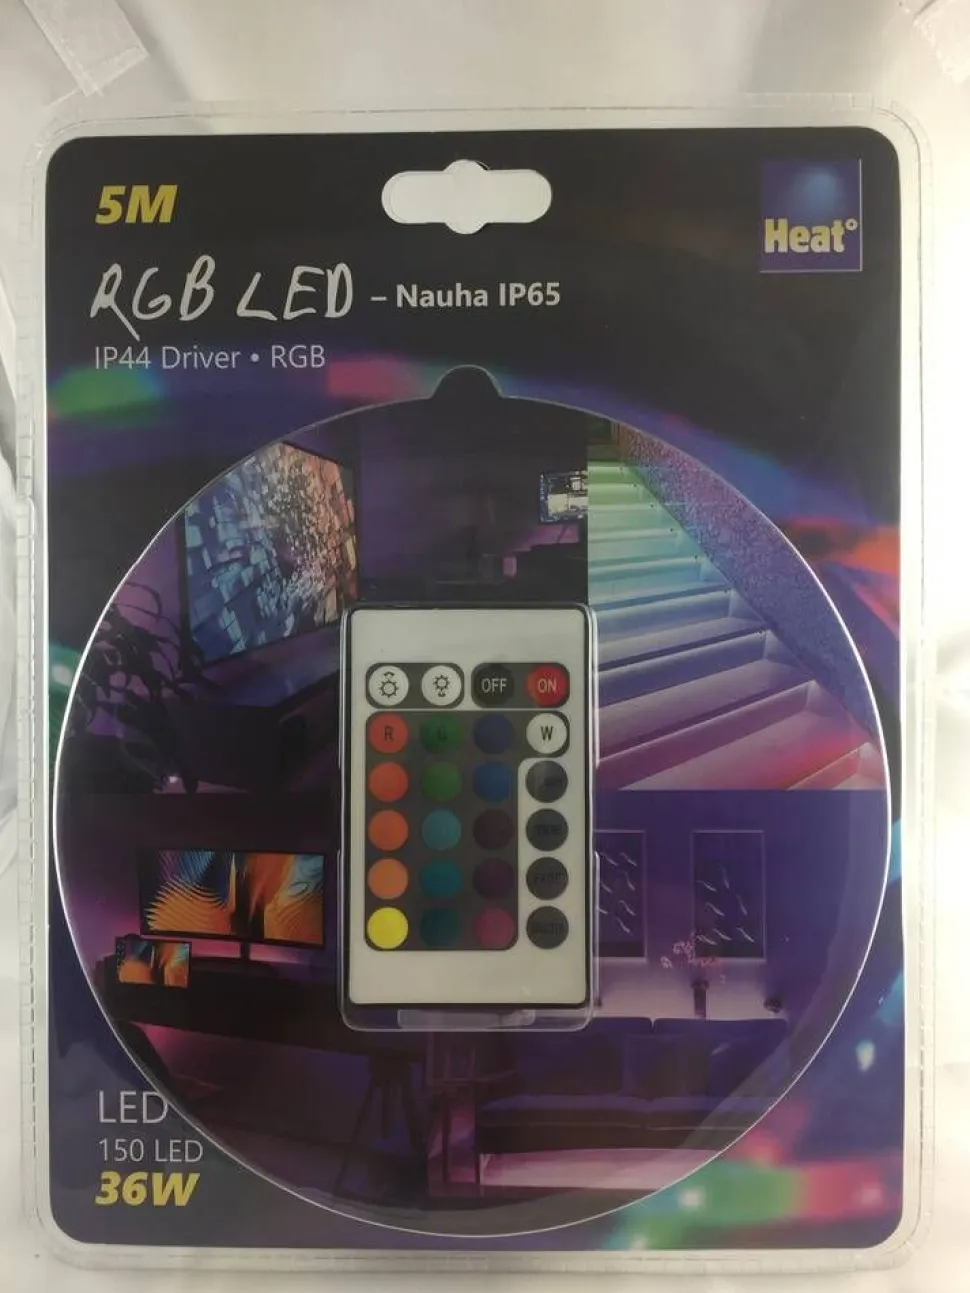 5M
Heat°
RGB LED – Nauha IP65
IP44 Driver • RGB
OFF ON
R G W
LED
150 LED
36W